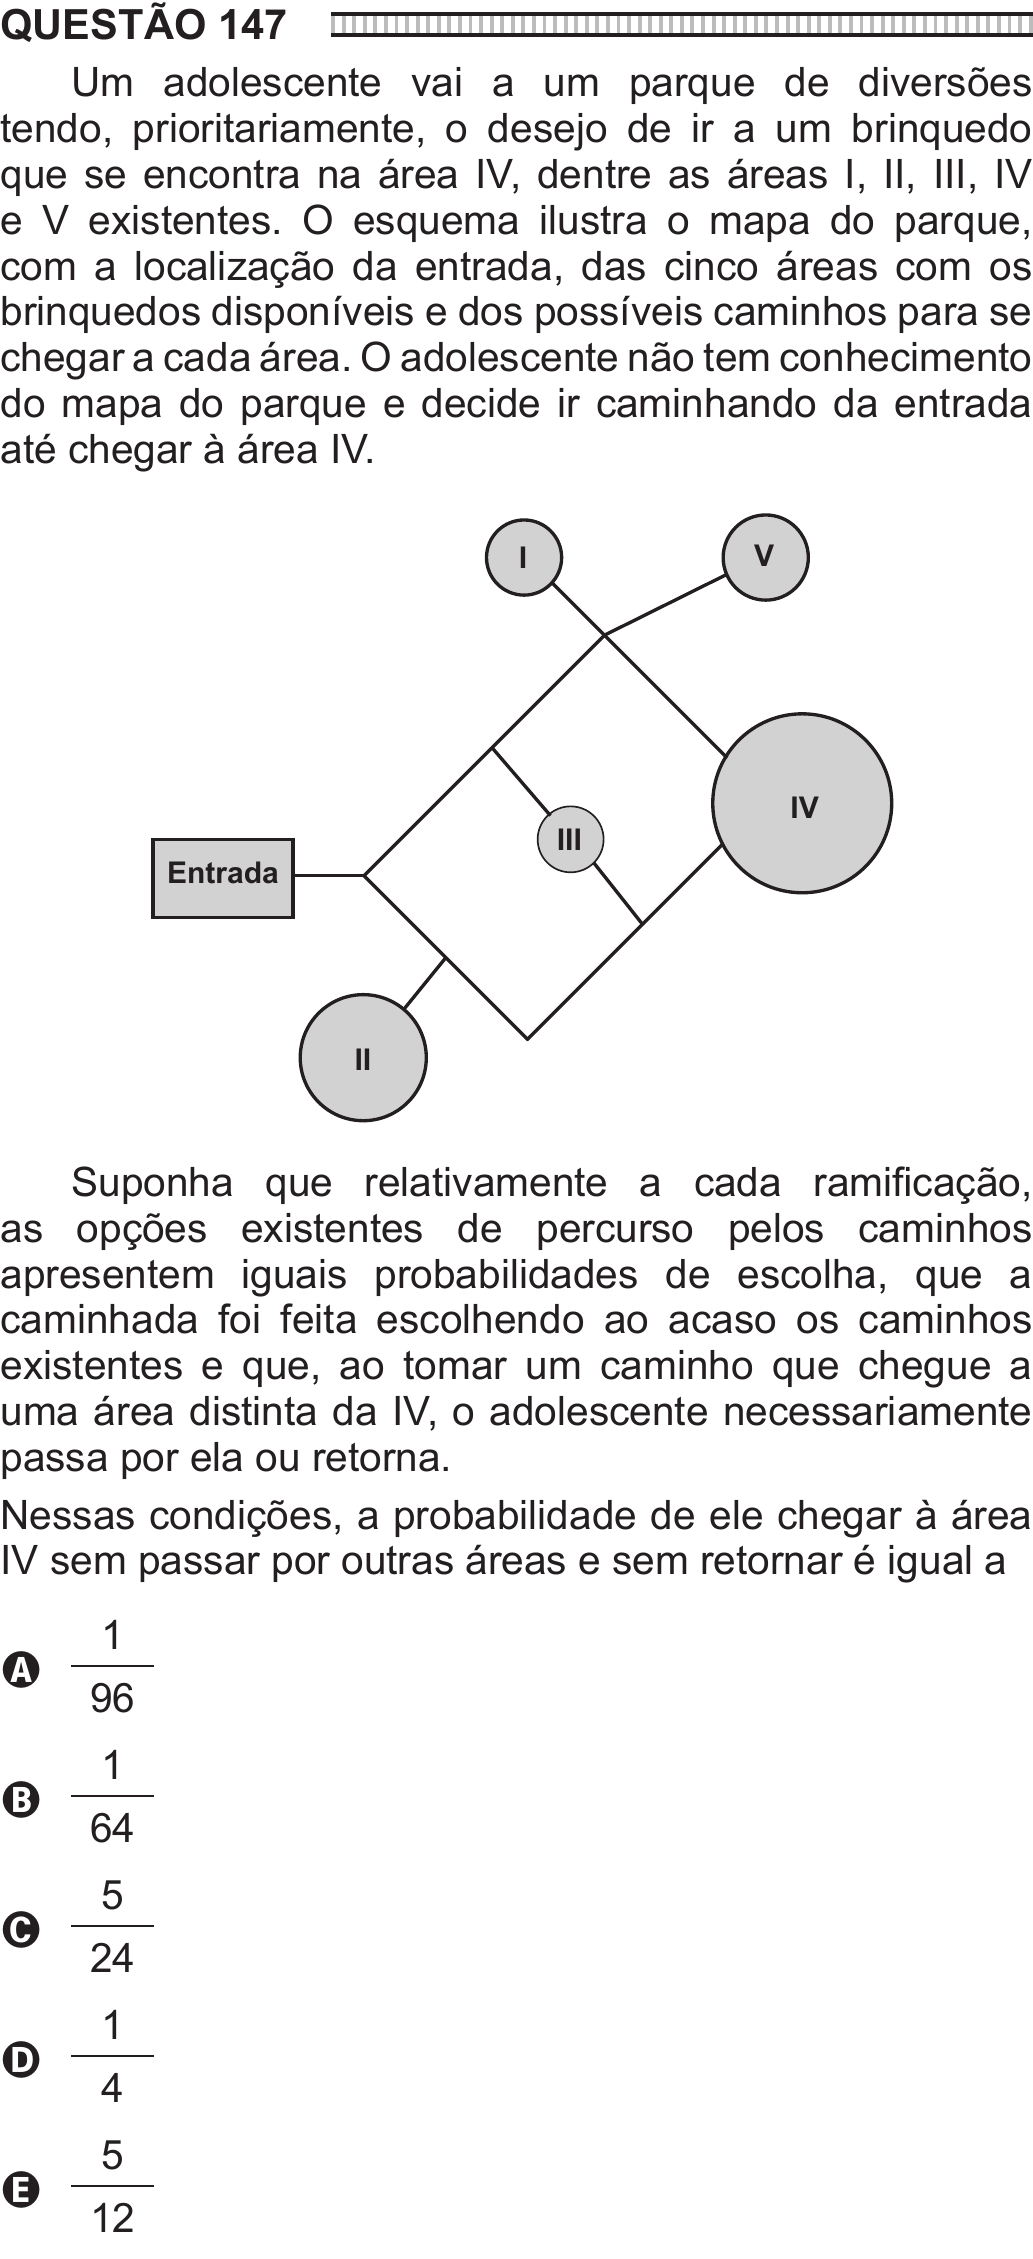 QUESTÃO 147
Um adolescente vai a um parque de diversões
tendo, prioritariamente, o desejo de ir a um brinquedo
que se encontra na área IV, dentre as áreas I, II, III, IV
e V existentes. O esquema ilustra o mapa do parque,
com a localização da entrada, das cinco áreas com os
brinquedos disponíveis e dos possíveis caminhos para se
chegar a cada área. O adolescente não tem conhecimento
do mapa do parque e decide ir caminhando da entrada
até chegar à área IV.
I
V
IV
III
Entrada
II
Suponha que relativamente a cada ramificação,
as opções existentes de percurso pelos caminhos
apresentem iguais probabilidades de escolha, que a
caminhada foi feita escolhendo ao acaso os caminhos
existentes e que, ao tomar um caminho que chegue a
uma área distinta da IV, o adolescente necessariamente
passa por ela ou retorna.
Nessas condições, a probabilidade de ele chegar à área
IV sem passar por outras áreas e sem retornar é igual a
A 1/96
B 1/64
C 5/24
D 1/4
E 5/12